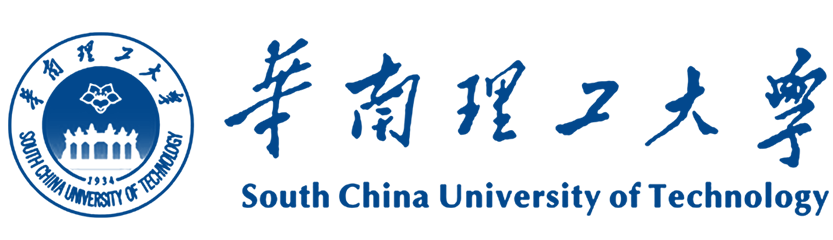 華南理工大學
SOUTH CHINA UNIVERSITY OF TECHNOLOGY
1934
華南理工大學
South China University of Technology